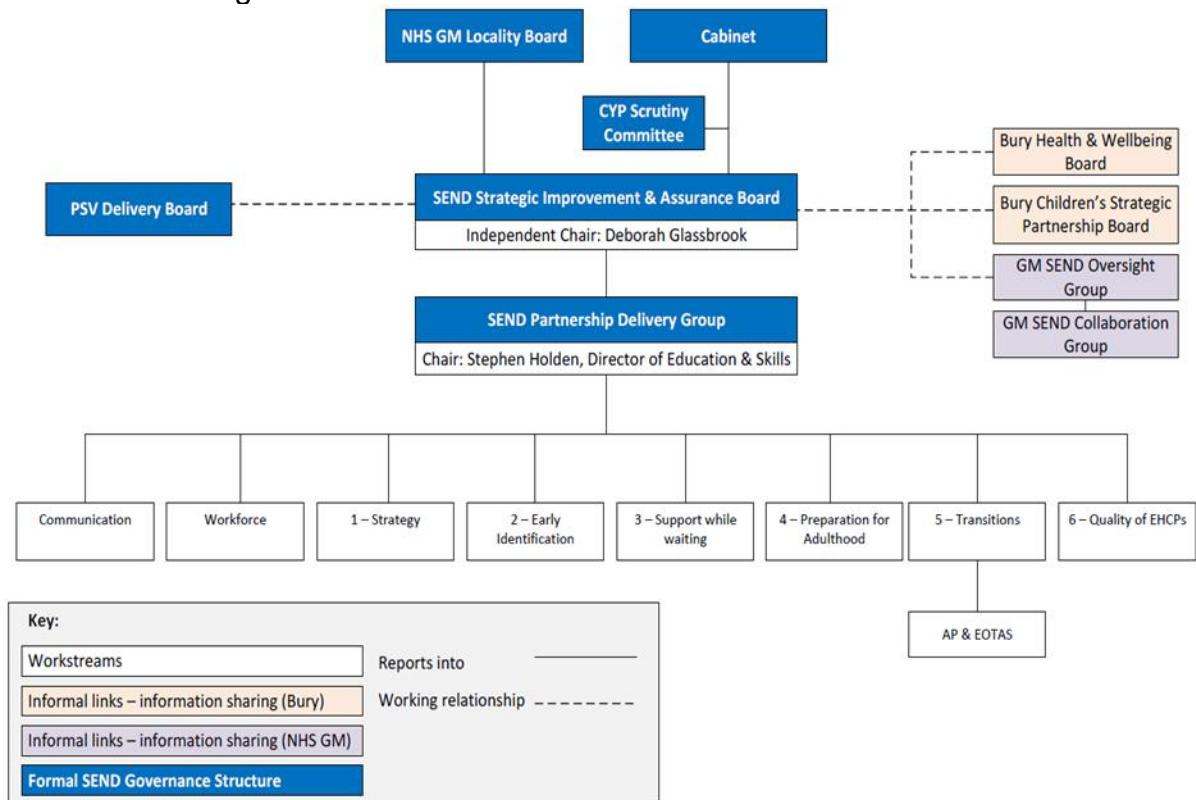 NHS GM Locality Board
Cabinet
CYP Scrutiny
Committee
Bury Health & Wellbeing
Board
PSV Delivery Board
SEND Strategic Improvement & Assurance Board
Independent Chair: Deborah Glassbrook
Bury Children's Strategic
Partnership Board
GM SEND Oversight
Group
GM SEND Collaboration
Group
SEND Partnership Delivery Group
Chair: Stephen Holden, Director of Education & Skills
Communication
Workforce
1 – Strategy
2 – Early
Identification
3 – Support while
waiting
4 – Preparation for
Adulthood
5 – Transitions
6 – Quality of EHCPs
AP & EOTAS
Key:
Workstreams
Informal links – information sharing (Bury)
Informal links – information sharing (NHS GM)
Formal SEND Governance Structure
Reports into
Working relationship